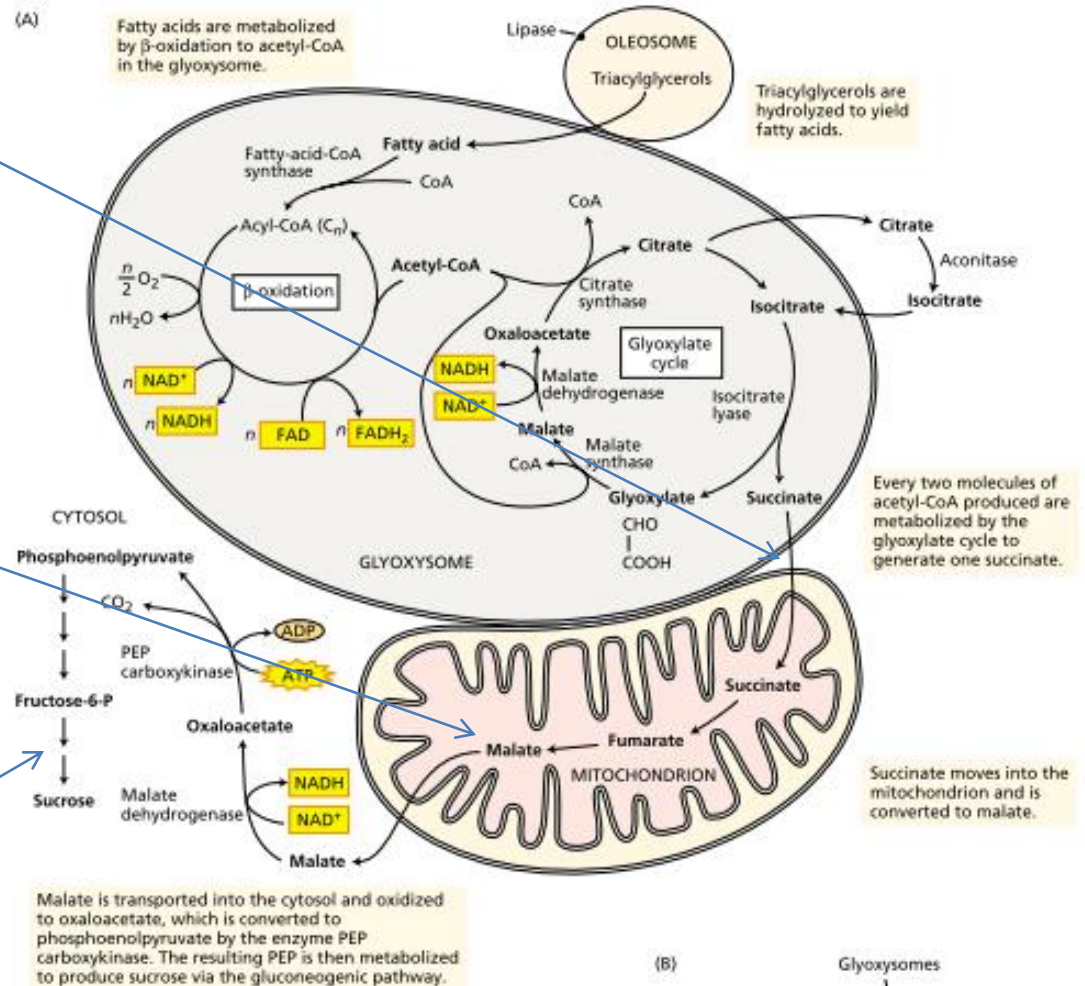 (A)
Fatty acids are metabolized
by β-oxidation to acetyl-CoA
in the glyoxysome.
Lipase
OLEOSOME
Triacylglycerols
Triacylglycerols are
hydrolyzed to yield
fatty acids.
Fatty acid
Fatty-acid-CoA
synthase
CoA
Acyl-CoA (Cn)
n/2 O2
nH2O
β-oxidation
n NAD+
n NADH
n FAD
n FADH2
Acetyl-CoA
CoA
Citrate
Citrate
synthase
Citrate
Aconitase
Isocitrate
Isocitrate
Oxaloacetate
Glyoxylate
cycle
NADH
NAD+
Malate
dehydrogenase
Isocitrate
lyase
Malate
CoA
Malate
synthase
Glyoxylate
CHO
|
COOH
Succinate
GLYOXYSOME
Every two molecules of
acetyl-CoA produced are
metabolized by the
glyoxylate cycle to
generate one succinate.
CYTOSOL
Phosphoenolpyruvate
CO2
ADP
ATP
PEP
carboxykinase
Fructose-6-P
Oxaloacetate
Sucrose
Malate
dehydrogenase
NADH
NAD+
Malate
Succinate
Fumarate
Malate
MITOCHONDRION
Succinate moves into the
mitochondrion and is
converted to malate.
Malate is transported into the cytosol and oxidized
to oxaloacetate, which is converted to
phosphoenolpyruvate by the enzyme PEP
carboxykinase. The resulting PEP is then metabolized
to produce sucrose via the gluconeogenic pathway.
(B)
Glyoxysomes